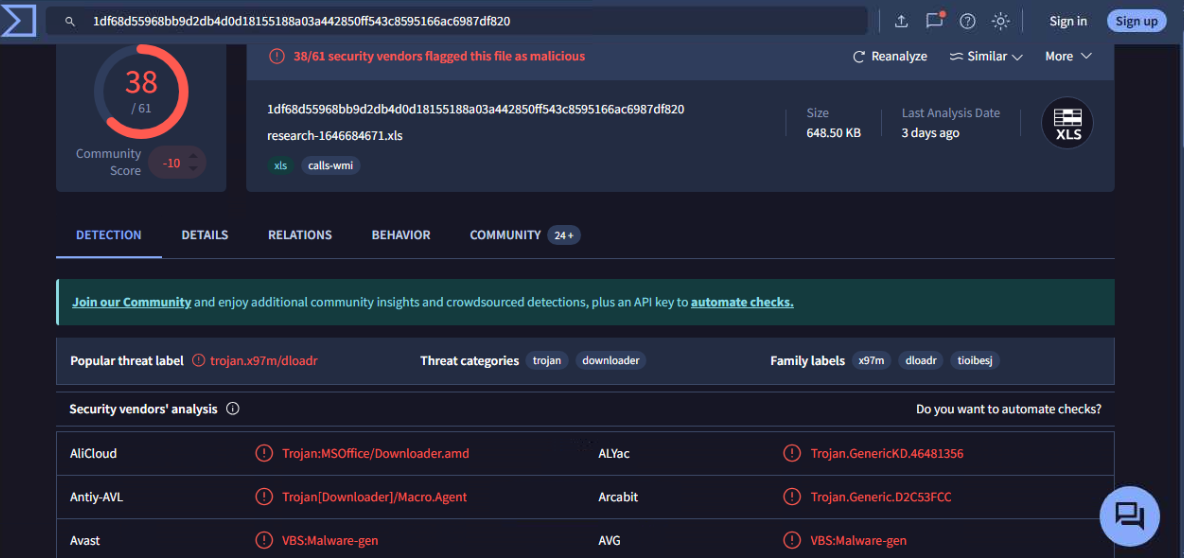 1df68d55968bb9d2db4d0d18155188a03a442850ff543c8595166ac6987df820
Sign in
Sign up
38
/ 61
Community Score
-10
38/61 security vendors flagged this file as malicious
Reanalyze
Similar
More
1df68d55968bb9d2db4d0d18155188a03a442850ff543c8595166ac6987df820
research-1646684671.xls
xls
calls-wmi
Size
648.50 KB
Last Analysis Date
3 days ago
XLS
DETECTION
DETAILS
RELATIONS
BEHAVIOR
COMMUNITY
24+
Join our Community and enjoy additional community insights and crowdsourced detections, plus an API key to automate checks.
Popular threat label
trojan.x97m/dloadr
Threat categories
trojan
downloader
Family labels
x97m
dloadr
tioibesj
Security vendors' analysis
Do you want to automate checks?
AliCloud
Trojan:MSOffice/Downloader.amd
ALYac
Trojan.GenericKD.46481356
Antiy-AVL
Trojan[Downloader]/Macro.Agent
Arcabit
Trojan.Generic.D2C53FCC
Avast
VBS:Malware-gen
AVG
VBS:Malware-gen